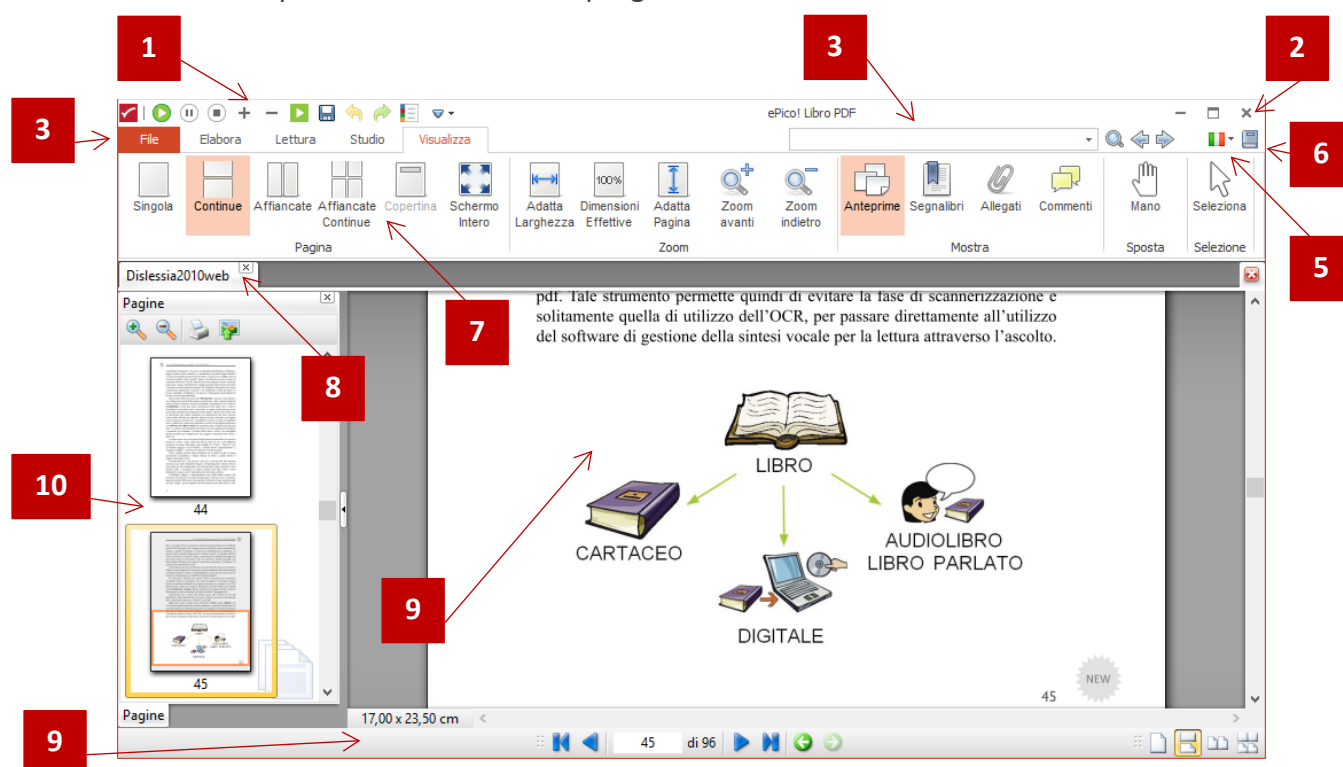 1
3
2
3
ePico! Libro PDF
6
File Elabora Lettura Studio Visualizza
Singola Continue Affiancate Affiancate Continue Copertina Schermo Intero
Adatta Larghezza 100% Dimensioni Effettive Adatta Pagina Zoom avanti Zoom indietro
Anteprime Segnalibri Allegati Commenti Mano Seleziona
Pagina Zoom Mostra Sposta Selezione
5
Dislessia2010web
Pagine
7
8
pdf. Tale strumento permette quindi di evitare la fase di scannerizzazione e
solitamente quella di utilizzo dell’OCR, per passare direttamente all’utilizzo
del software di gestione della sintesi vocale per la lettura attraverso l’ascolto.
LIBRO
CARTACEO
AUDIOLIBRO
LIBRO PARLATO
DIGITALE
10
44
9
45
NEW
45
Pagine
17,00 x 23,50 cm
9
45 di 96